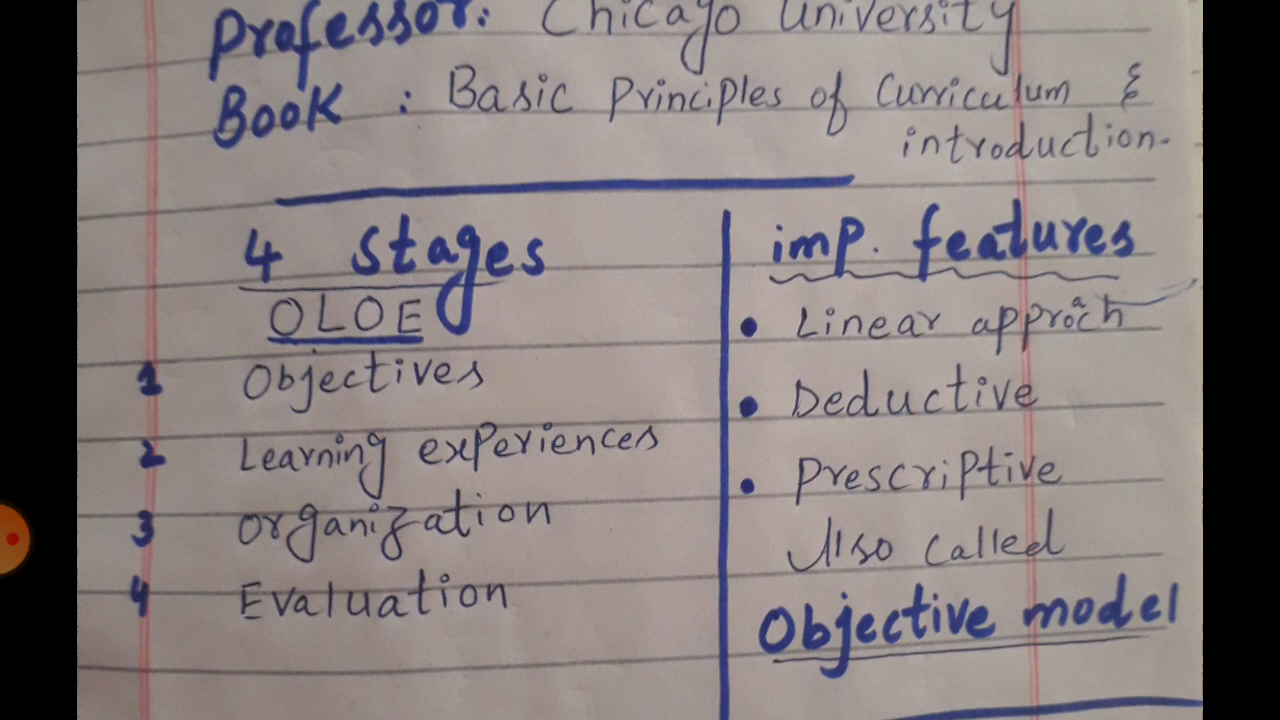 Professor: Chicago University
Book : Basic Principles of Curriculum &
introduction.
4 stages
OLOE
1 Objectives
2 Learning experiences
3 Organization
4 Evaluation
imp. features
• Linear approach
• Deductive
• Prescriptive
Also called
Objective model